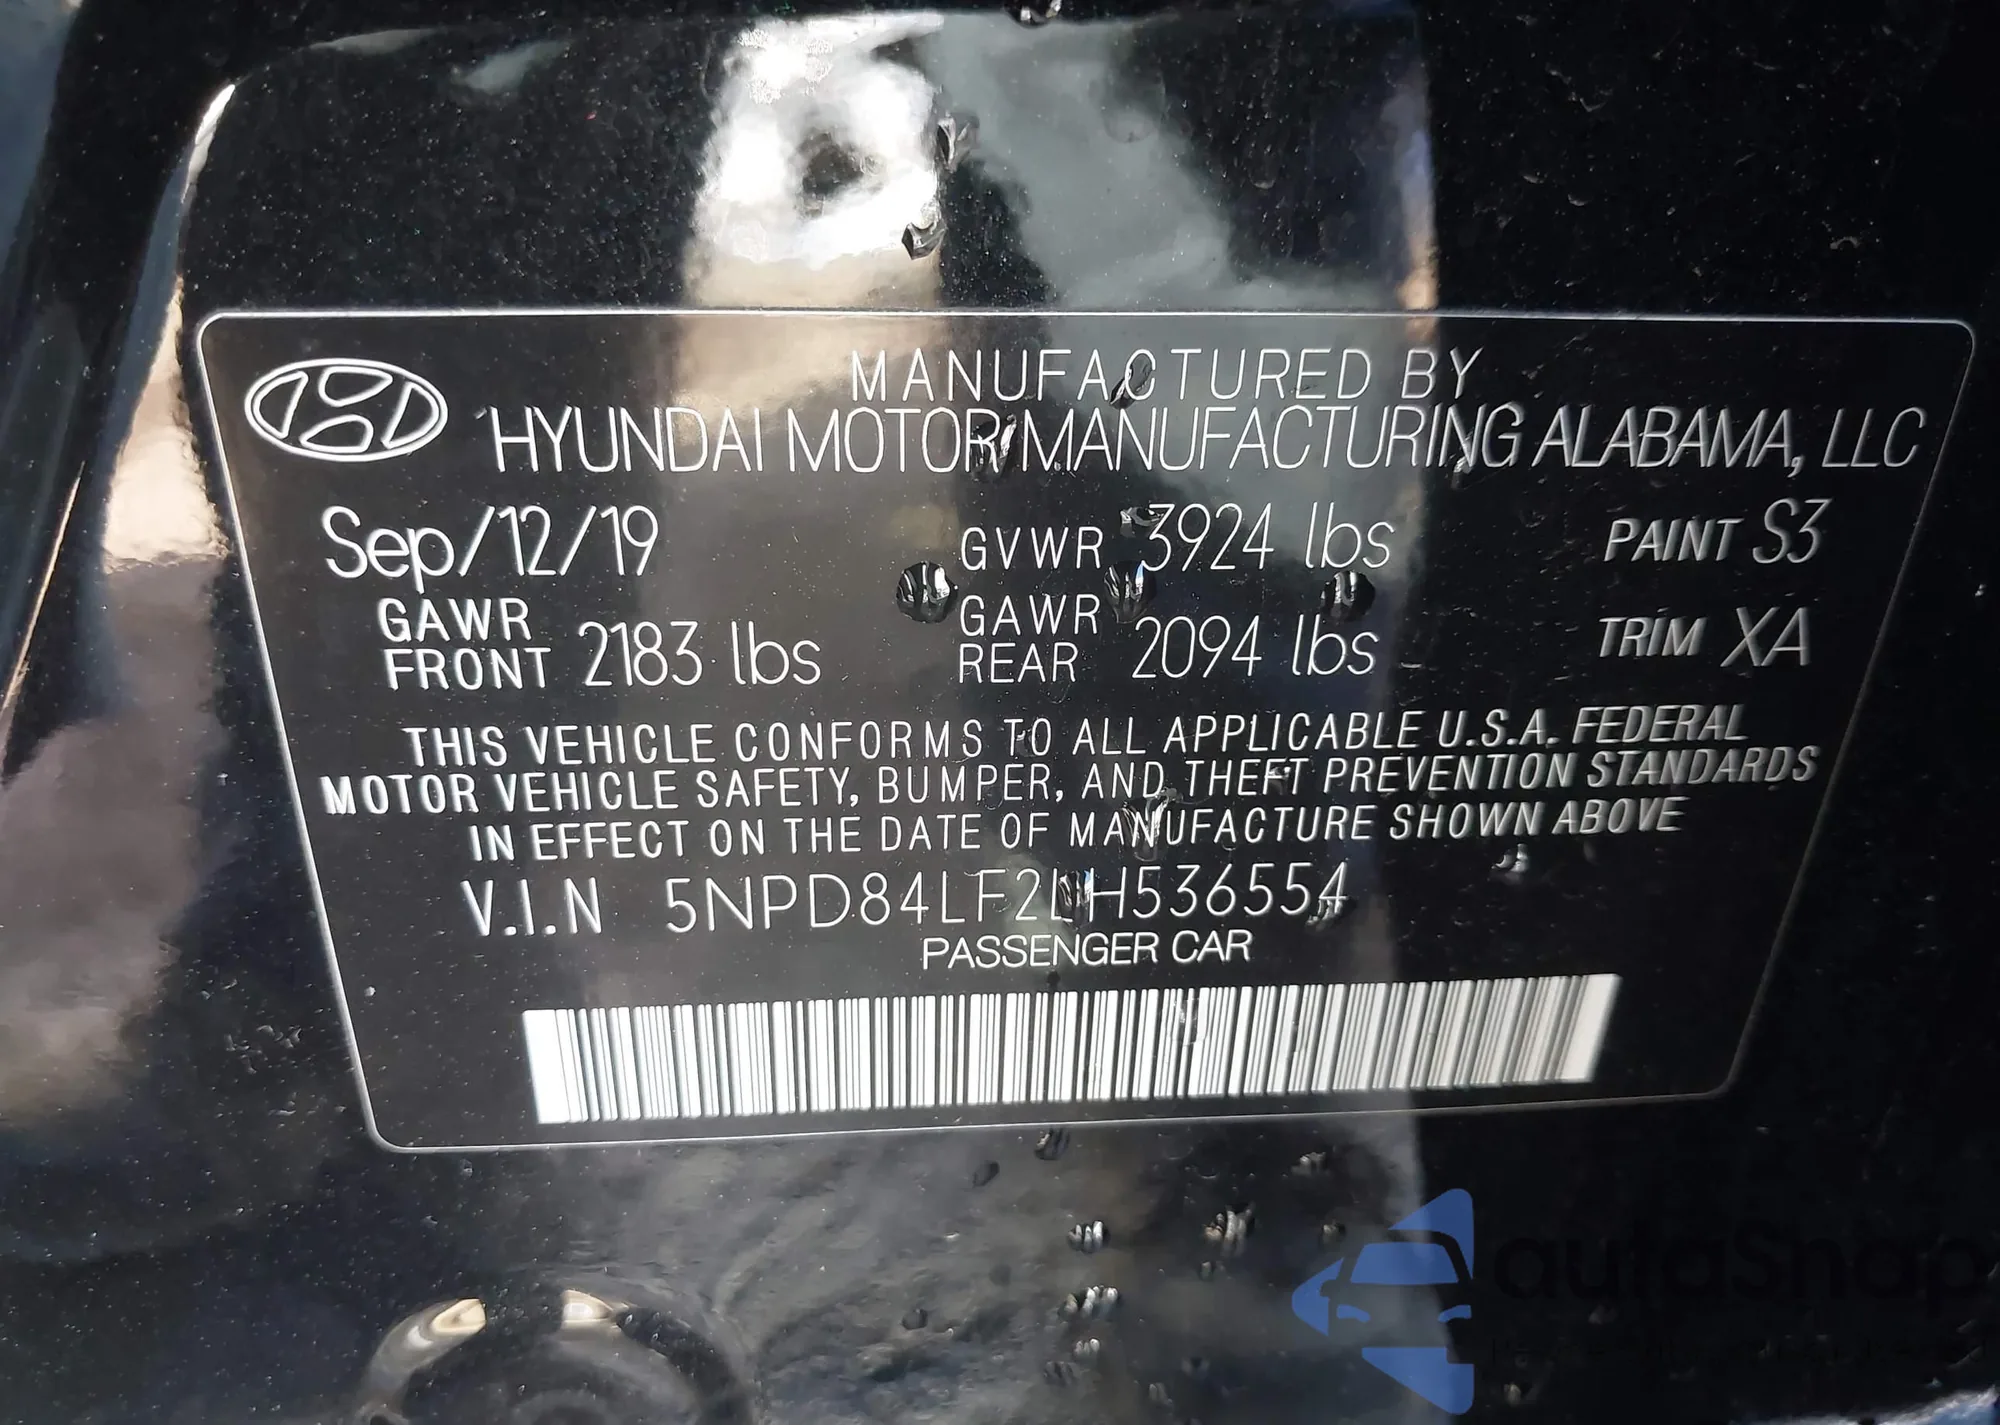 MANUFACTURED BY
HYUNDAI MOTOR MANUFACTURING ALABAMA, LLC
Sep/12/19 GVWR 3924 lbs PAINT S3
GAWR FRONT 2183 lbs GAWR REAR 2094 lbs TRIM XA
THIS VEHICLE CONFORMS TO ALL APPLICABLE U.S.A. FEDERAL
MOTOR VEHICLE SAFETY, BUMPER, AND THEFT PREVENTION STANDARDS
IN EFFECT ON THE DATE OF MANUFACTURE SHOWN ABOVE
V.I.N 5NPD84LF2LH536554
PASSENGER CAR
autoShop